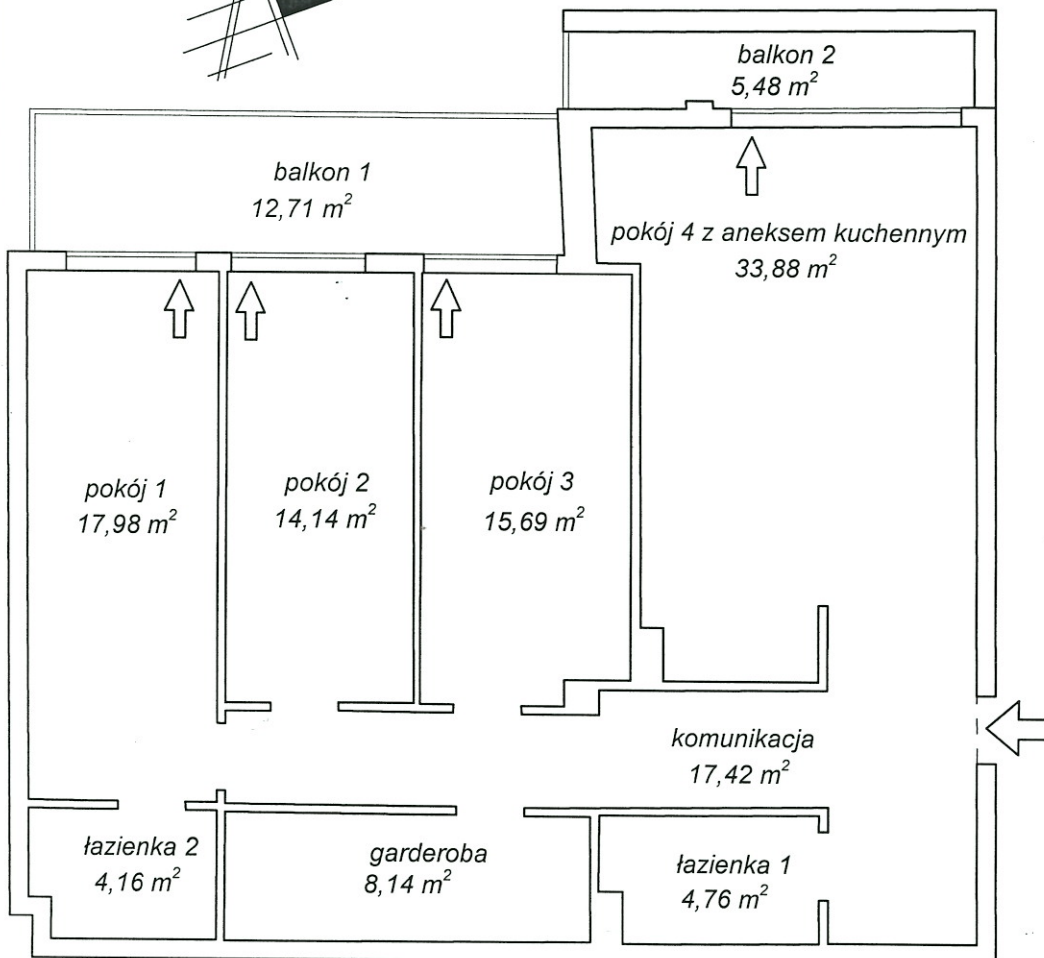 balkon 2
5,48 m²
balkon 1
12,71 m²
pokój 4 z aneksem kuchennym
33,88 m²
pokój 1
17,98 m²
pokój 2
14,14 m²
pokój 3
15,69 m²
komunikacja
17,42 m²
łazienka 2
4,16 m²
garderoba
8,14 m²
łazienka 1
4,76 m²